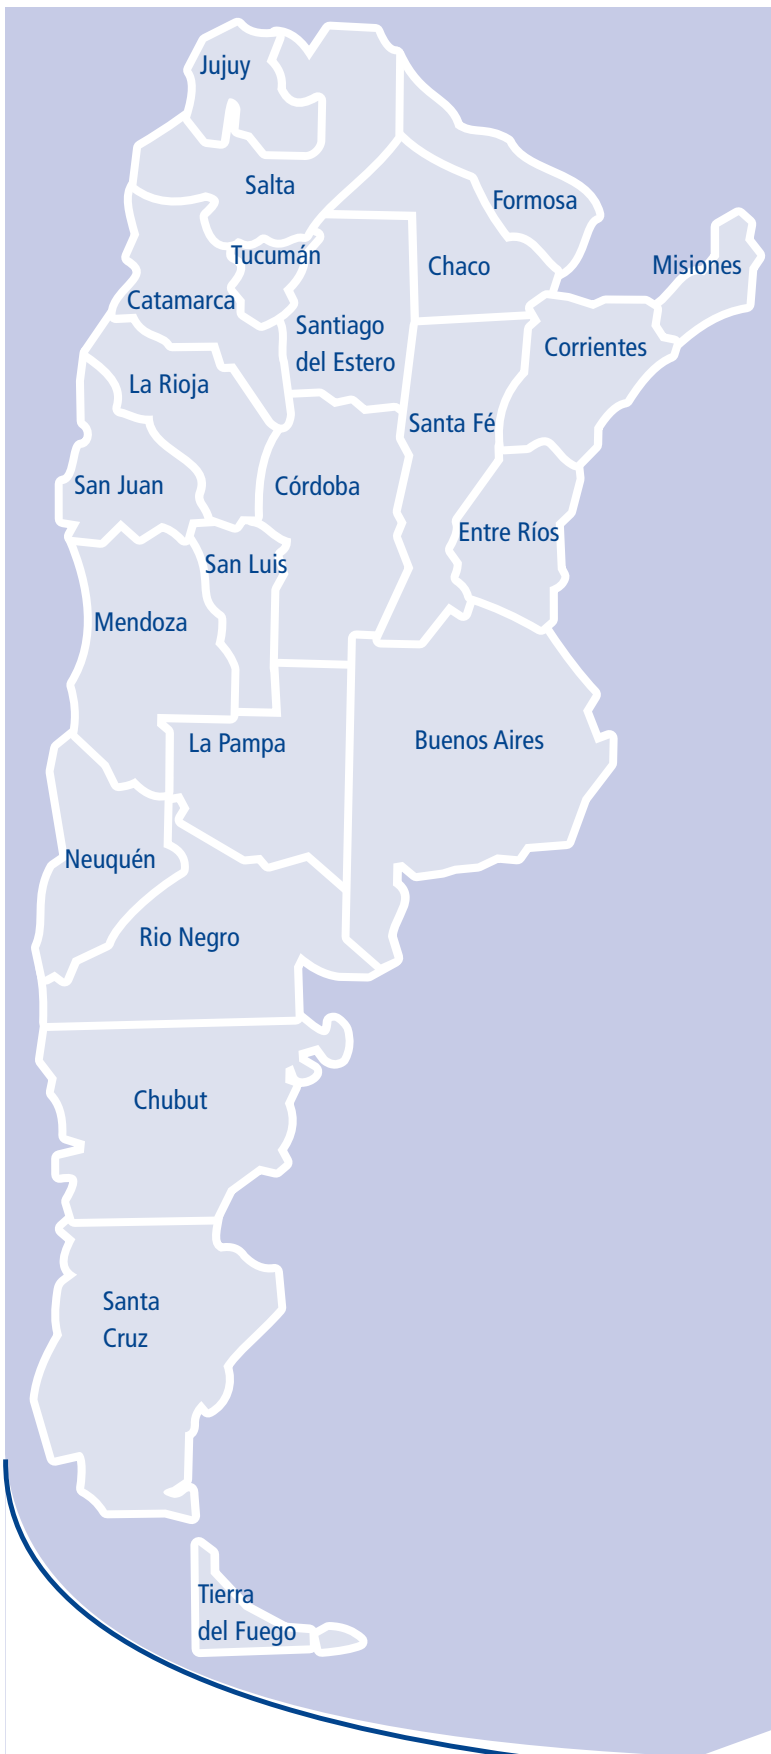 Jujuy
Salta
Formosa
Tucumán
Chaco
Misiones
Catamarca
Santiago
del Estero
Corrientes
La Rioja
Santa Fé
San Juan
Córdoba
Entre Ríos
San Luis
Mendoza
La Pampa
Buenos Aires
Neuquén
Rio Negro
Chubut
Santa
Cruz
Tierra
del Fuego